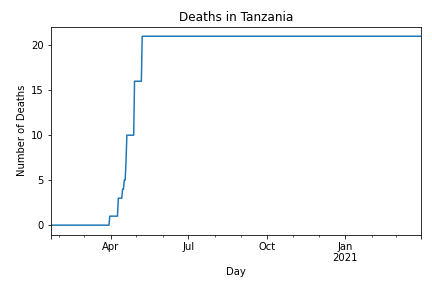 Deaths in Tanzania
20
15
10
5
0
Number of Deaths
Apr
Jul
Oct
Jan
2021
Day